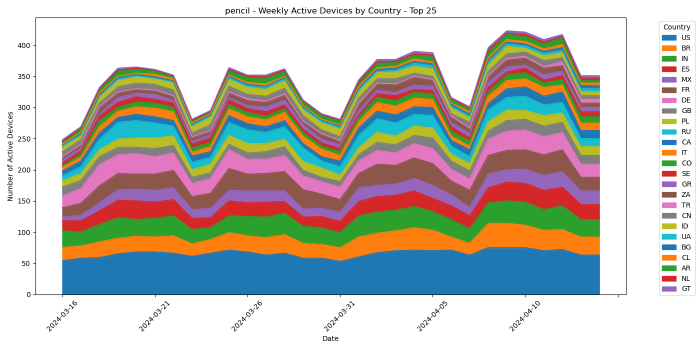 pencil - Weekly Active Devices by Country - Top 25
Number of Active Devices
400
350
300
250
200
150
100
50
0
2024-03-16
2024-03-21
2024-03-26
2024-03-31
2024-04-05
2024-04-10
Date
Country
US
BR
IN
ES
MX
FR
DE
GB
PL
RU
CA
IT
CO
SE
GR
ZA
TR
CN
ID
UA
BG
CL
AR
NL
GT